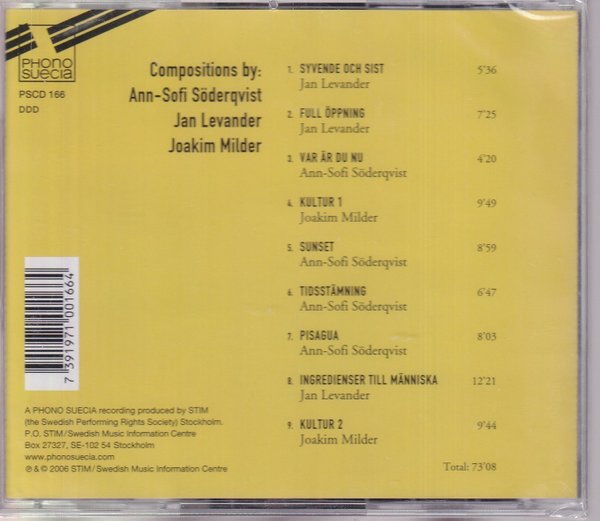 PHONO
SUECIA
PSCD 166
DDD
Compositions by:
Ann-Sofi Söderqvist
Jan Levander
Joakim Milder
1. SYVENDE OCH SIST 5'36
Jan Levander
2. FULL ÖPPNING 7'25
Jan Levander
3. VAR ÄR DU NU 4'20
Ann-Sofi Söderqvist
4. KULTUR 1 9'49
Joakim Milder
5. SUNSET 8'59
Ann-Sofi Söderqvist
6. TIDSSTÄMNING 6'47
Ann-Sofi Söderqvist
7. PISAGUA 8'03
Ann-Sofi Söderqvist
8. INGREDIENSER TILL MÄNNISKA 12'21
Jan Levander
9. KULTUR 2 9'44
Joakim Milder
Total: 73'08
7 391971 001664
A PHONO SUECIA recording produced by STIM
(the Swedish Performing Rights Society) Stockholm.
P.O. STIM/Swedish Music Information Centre
Box 27327, SE-102 54 Stockholm
www.phonosuecia.com
℗ & © 2006 STIM/Swedish Music Information Centre